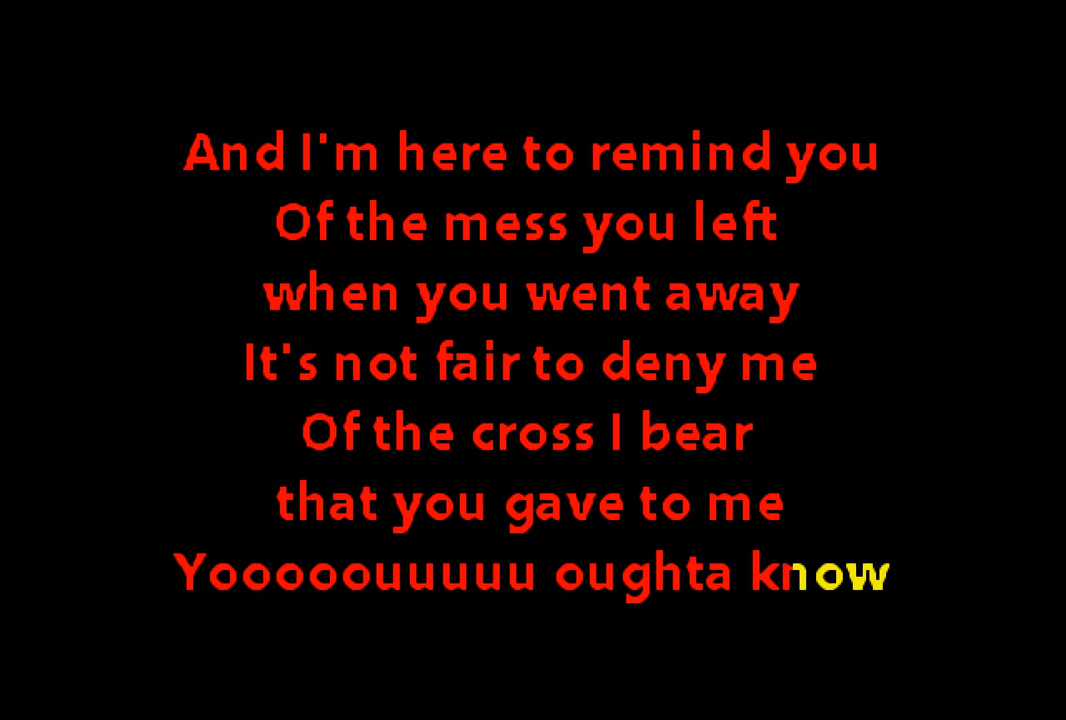 And I'm here to remind you
Of the mess you left
when you went away
It's not fair to deny me
Of the cross I bear
that you gave to me
Yooooouuuuu oughta know